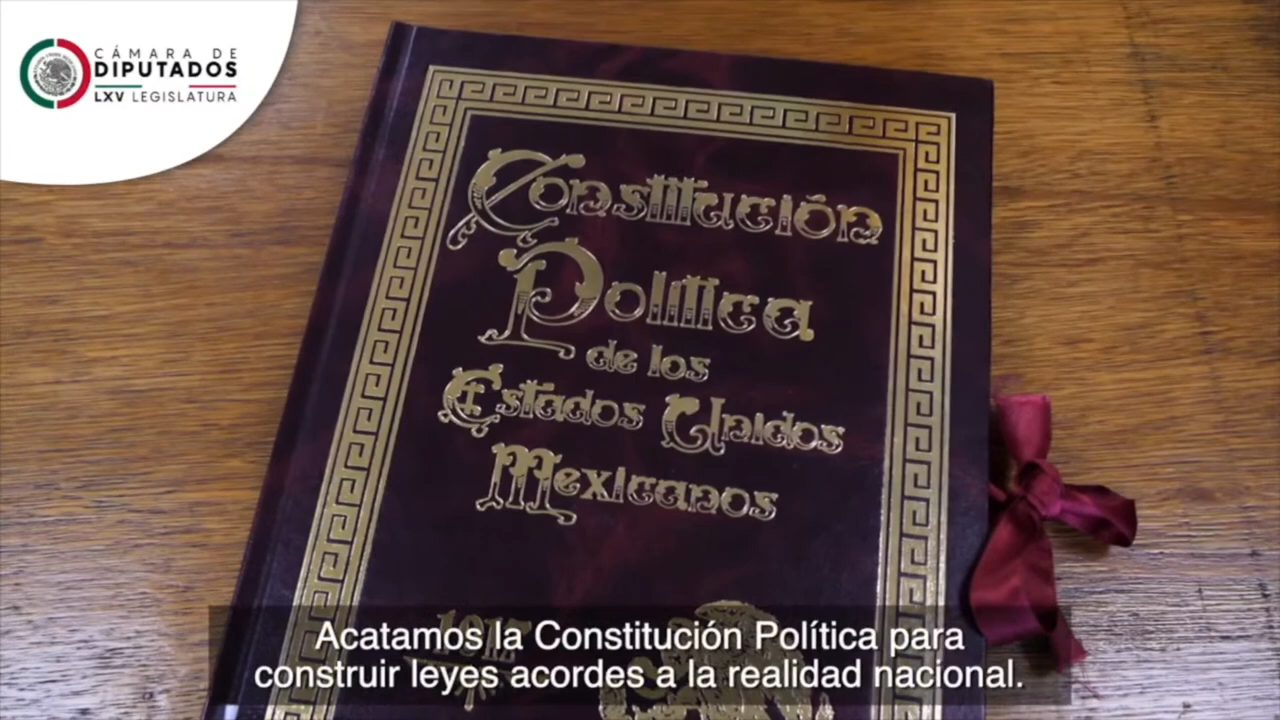 CÁMARA DE
DIPUTADOS
LXV LEGISLATURA
Constitución
Política
de los
Estados Unidos
Mexicanos
1917
Acatamos la Constitución Política para
construir leyes acordes a la realidad nacional.